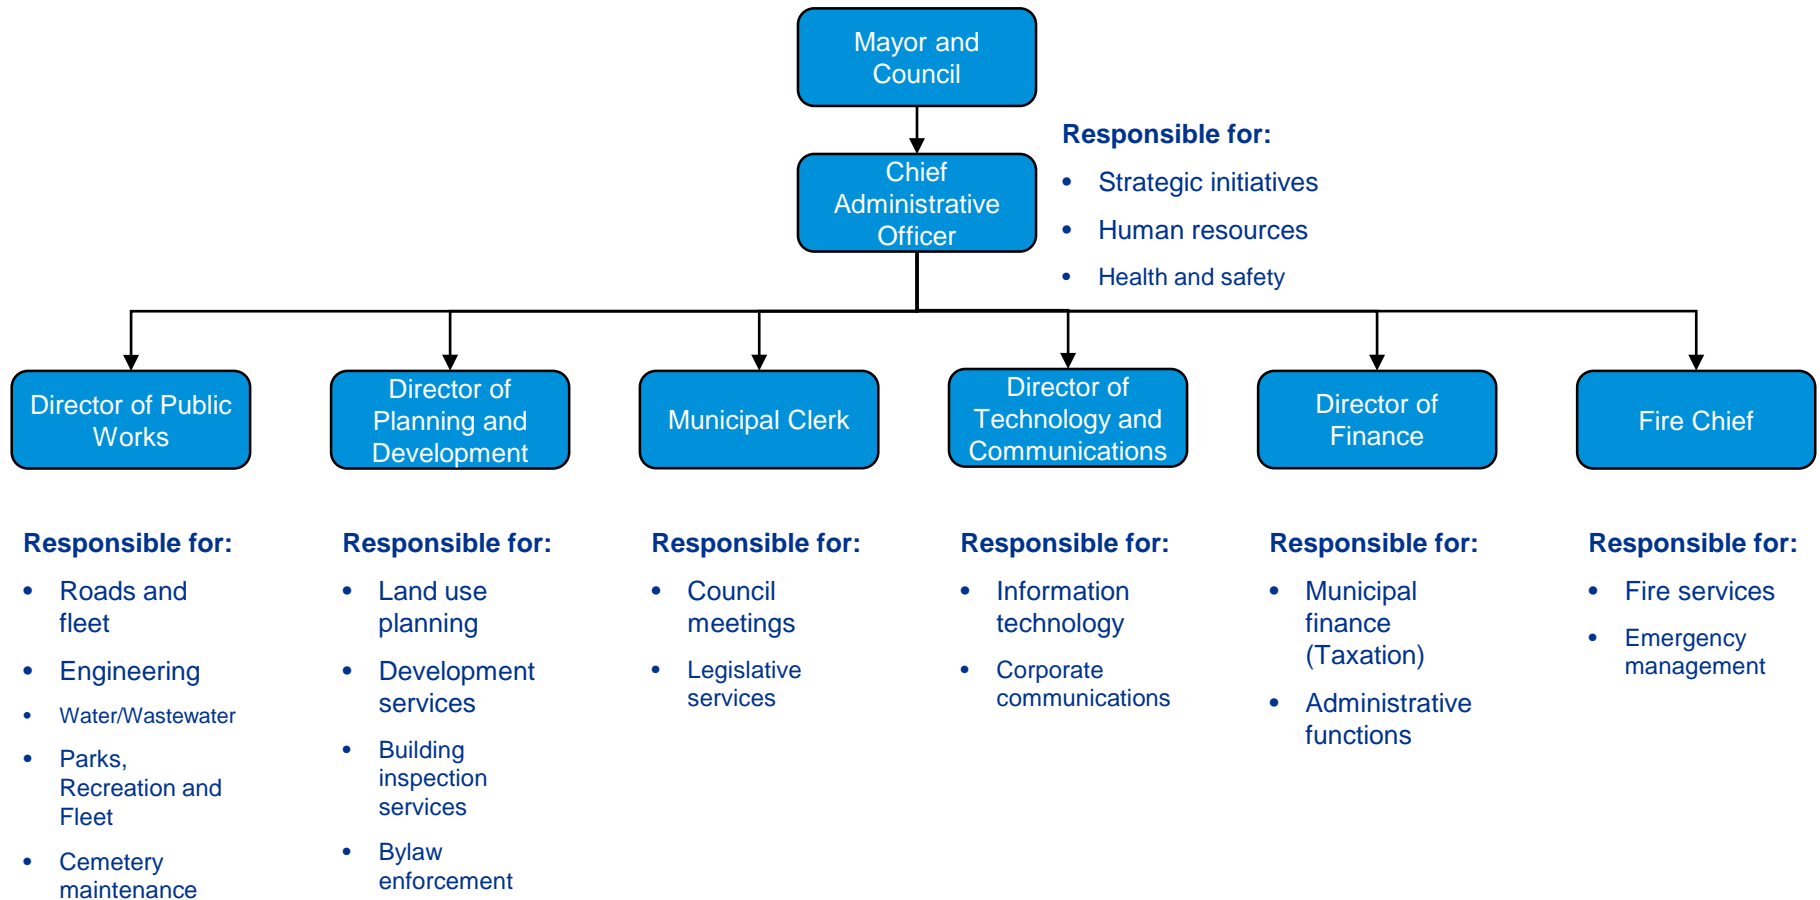 Mayor and
Council
Chief
Administrative
Officer
Responsible for:
• Strategic initiatives
• Human resources
• Health and safety
Director of Public
Works
Director of
Planning and
Development
Municipal Clerk
Director of
Technology and
Communications
Director of
Finance
Fire Chief
Responsible for:
• Roads and
fleet
• Engineering
• Water/Wastewater
• Parks,
Recreation and
Fleet
• Cemetery
maintenance
Responsible for:
• Land use
planning
• Development
services
• Building
inspection
services
• Bylaw
enforcement
Responsible for:
• Council
meetings
• Legislative
services
Responsible for:
• Information
technology
• Corporate
communications
Responsible for:
• Municipal
finance
(Taxation)
• Administrative
functions
Responsible for:
• Fire services
• Emergency
management